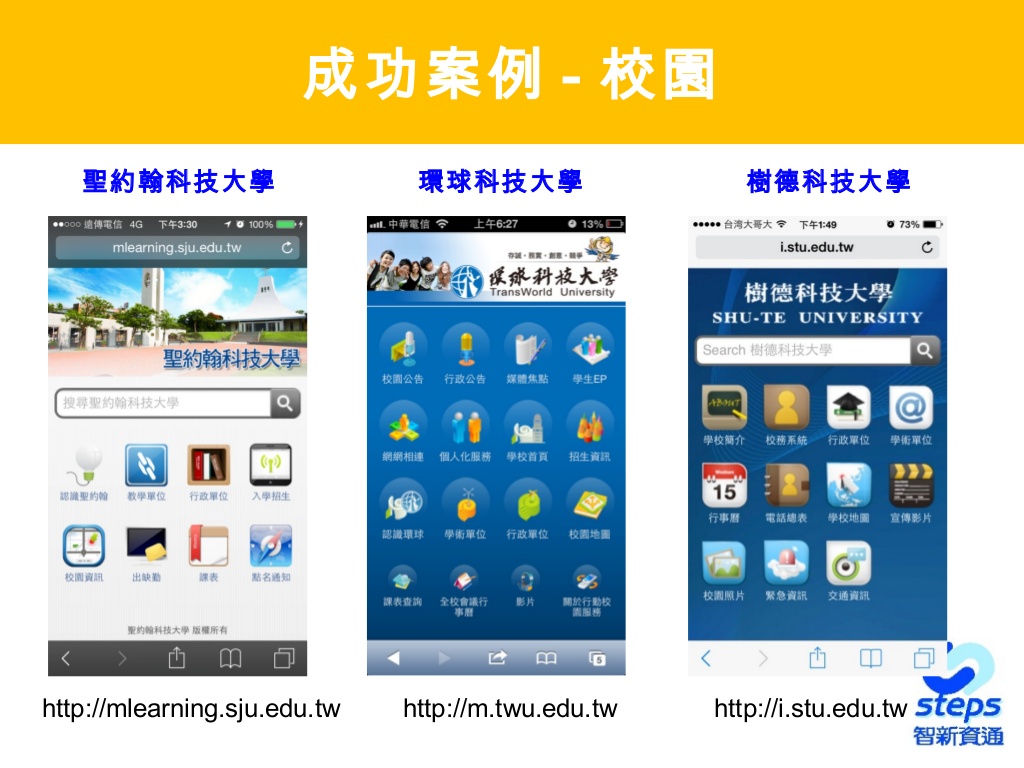 成功案例 - 校園
聖約翰科技大學
環球科技大學
樹德科技大學
遠傳電信 4G 下午3:30 100%
mlearning.sju.edu.tw
聖約翰科技大學
搜尋聖約翰科技大學
認識聖約翰 教學單位 行政單位 入學招生
校園資訊 出缺勤 課表 點名通知
聖約翰科技大學 版權所有
中華電信 上午6:27 13%
存誠・務實・創意・競爭
環球科技大學
TransWorld University
校園公告 行政公告 媒體焦點 學生EP
網網相連 個人化服務 學校首頁 招生資訊
認識環球 學術單位 行政單位 校園地圖
課表查詢 全校會議行事曆 影片 關於行動校園服務
5
台湾大哥大 下午1:49 73%
i.stu.edu.tw
樹德科技大學
SHU-TE UNIVERSITY
Search 樹德科技大學
ABOUT
學校簡介 校務系統 行政單位 學術單位
15
行事曆 電話總表 學校地圖 宣傳影片
校園照片 緊急資訊 交通資訊
http://mlearning.sju.edu.tw
http://m.twu.edu.tw
http://i.stu.edu.tw
steps
智新資通